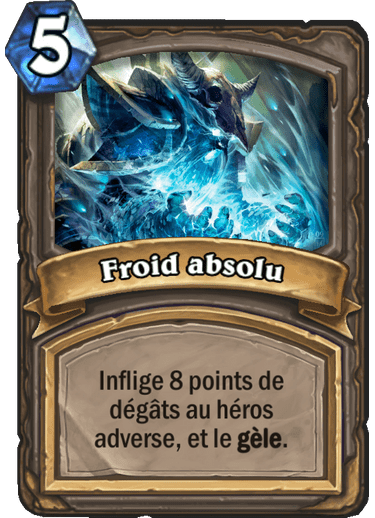 5
Froid absolu
Inflige 8 points de
dégâts au héros
adverse, et le gèle.